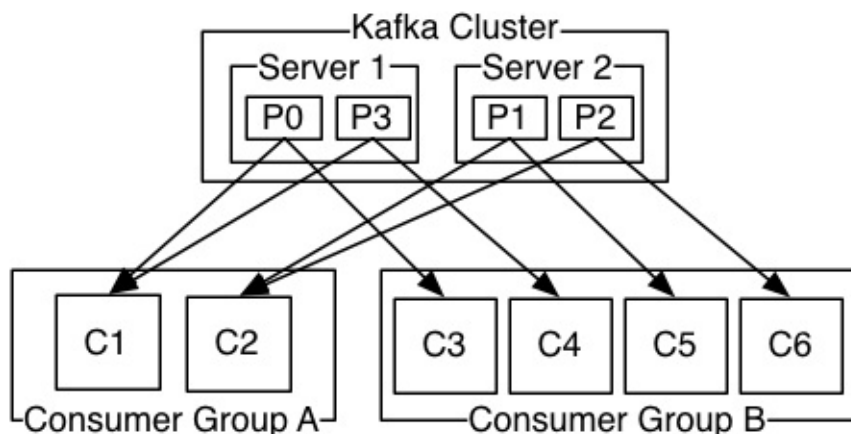 Kafka Cluster
Server 1 Server 2
P0 P3 P1 P2
C1 C2 C3 C4 C5 C6
Consumer Group A Consumer Group B